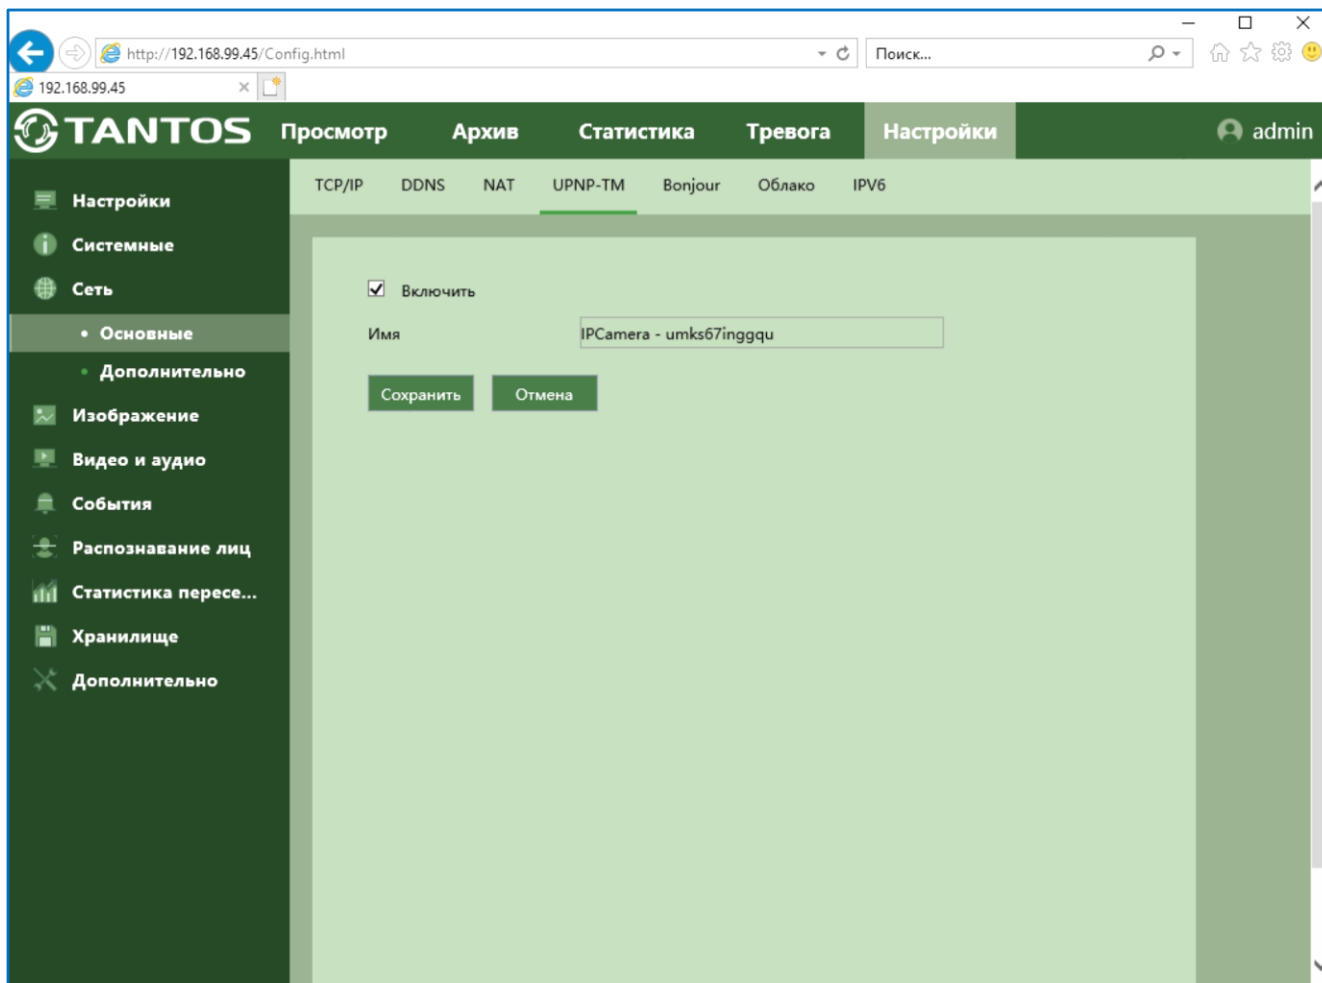 http://192.168.99.45/Config.html
Поиск...
192.168.99.45
TANTOS Просмотр Архив Статистика Тревога Настройки admin
TCP/IP DDNS NAT UPNP-TM Bonjour Облако IPV6
Настройки
Системные
Сеть
Основные
Дополнительно
Изображение
Видео и аудио
События
Распознавание лиц
Статистика пересе...
Хранилище
Дополнительно
Включить
Имя IPCamera - umks67inggqu
Сохранить Отмена